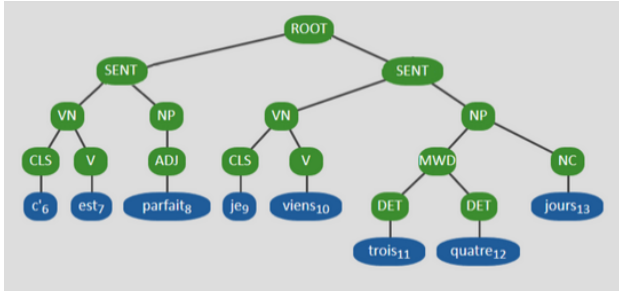 ROOT
SENT SENT
VN NP VN NP
CLS V ADJ CLS V MWD NC
c'6 est7 parfait8 je9 viens10 DET DET jours13
trois11 quatre12